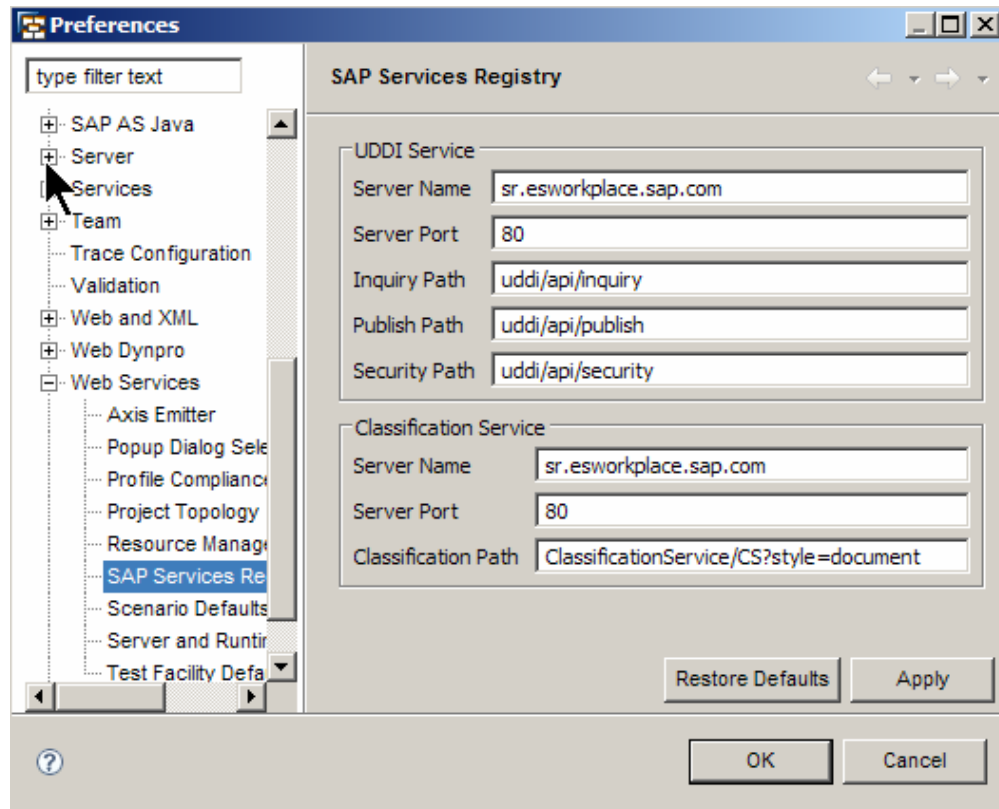 Preferences
type filter text
SAP AS Java
Server
Services
Team
Trace Configuration
Validation
Web and XML
Web Dynpro
Web Services
Axis Emitter
Popup Dialog Sele
Profile Compliance
Project Topology
Resource Manage
SAP Services Re
Scenario Defaults
Server and Runtin
Test Facility Defa
SAP Services Registry
UDDI Service
Server Name sr.esworkplace.sap.com
Server Port 80
Inquiry Path uddi/api/inquiry
Publish Path uddi/api/publish
Security Path uddi/api/security
Classification Service
Server Name sr.esworkplace.sap.com
Server Port 80
Classification Path ClassificationService/CS?style=document
Restore Defaults Apply
OK Cancel